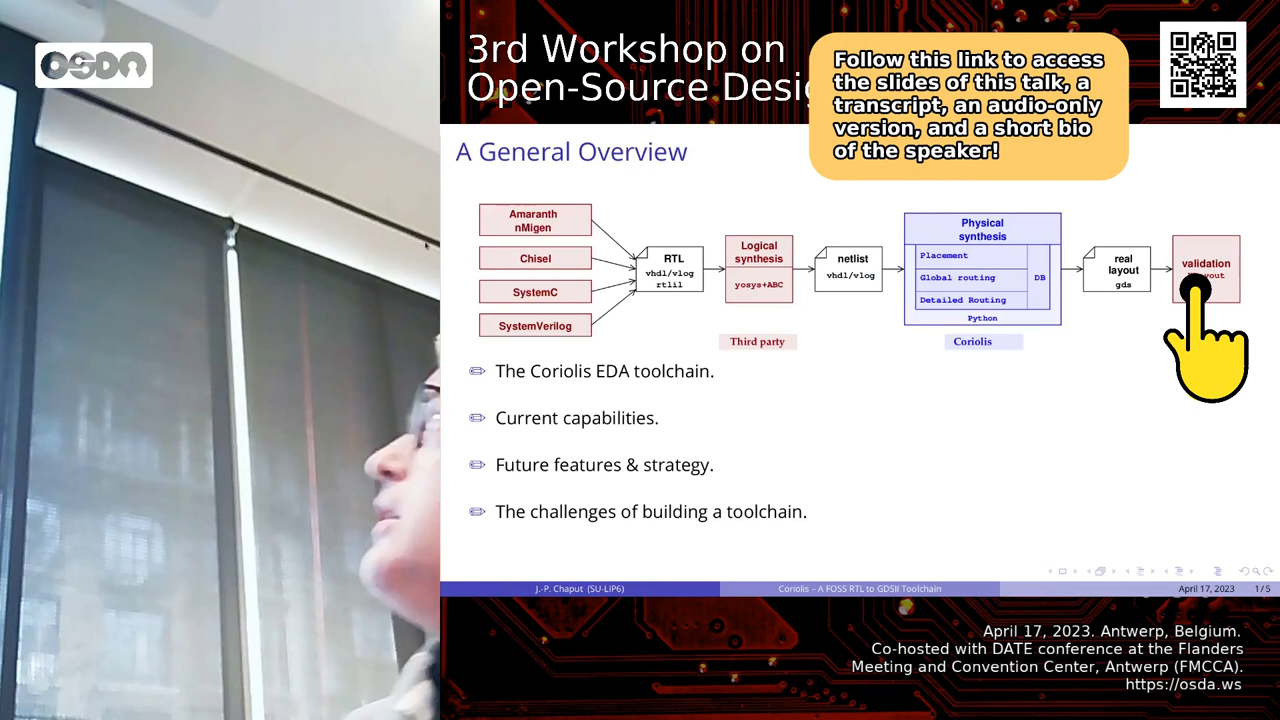 OSDA
3rd Workshop on
Open-Source Desig
Follow this link to access
the slides of this talk, a
transcript, an audio-only
version, and a short bio
of the speaker!
A General Overview
Amaranth
nMigen
Chisel
SystemC
SystemVerilog
RTL
vhdl/vlog
rtlil
Logical
synthesis
yosys+ABC
netlist
vhdl/vlog
Physical
synthesis
Placement
Global routing
Detailed Routing
DB
Python
real
layout
gds
validation
Third party
Coriolis
The Coriolis EDA toolchain.
Current capabilities.
Future features & strategy.
The challenges of building a toolchain.
J.-P. Chaput (SU-LIP6)
Coriolis – A FOSS RTL to GDSII Toolchain
April 17, 2023
1/5
April 17, 2023. Antwerp, Belgium.
Co-hosted with DATE conference at the Flanders
Meeting and Convention Center, Antwerp (FMCCA).
https://osda.ws